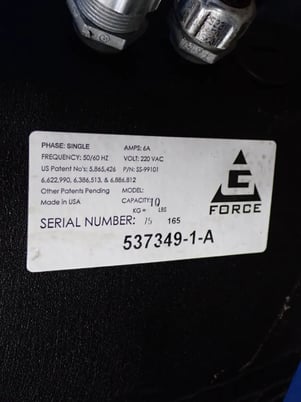 PHASE: SINGLE AMPS: 6A
FREQUENCY: 50/60 HZ VOLT: 220 VAC
US Patent No's: 5,865,426 P/N: SS-99101
6,622,990, 6,386,513, & 6,886,812
Other Patents Pending MODEL:
Made in USA CAPACITY: 10
KG = LBS
SERIAL NUMBER: 75 165
537349-1-A
G
FORCE